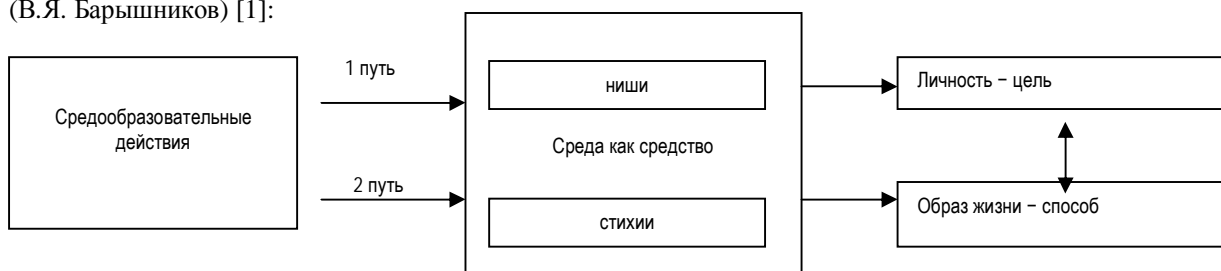 (В.Я. Барышников) [1]:
Средообразовательные
действия
1 путь
2 путь
ниши
Среда как средство
стихии
Личность − цель
Образ жизни − способ